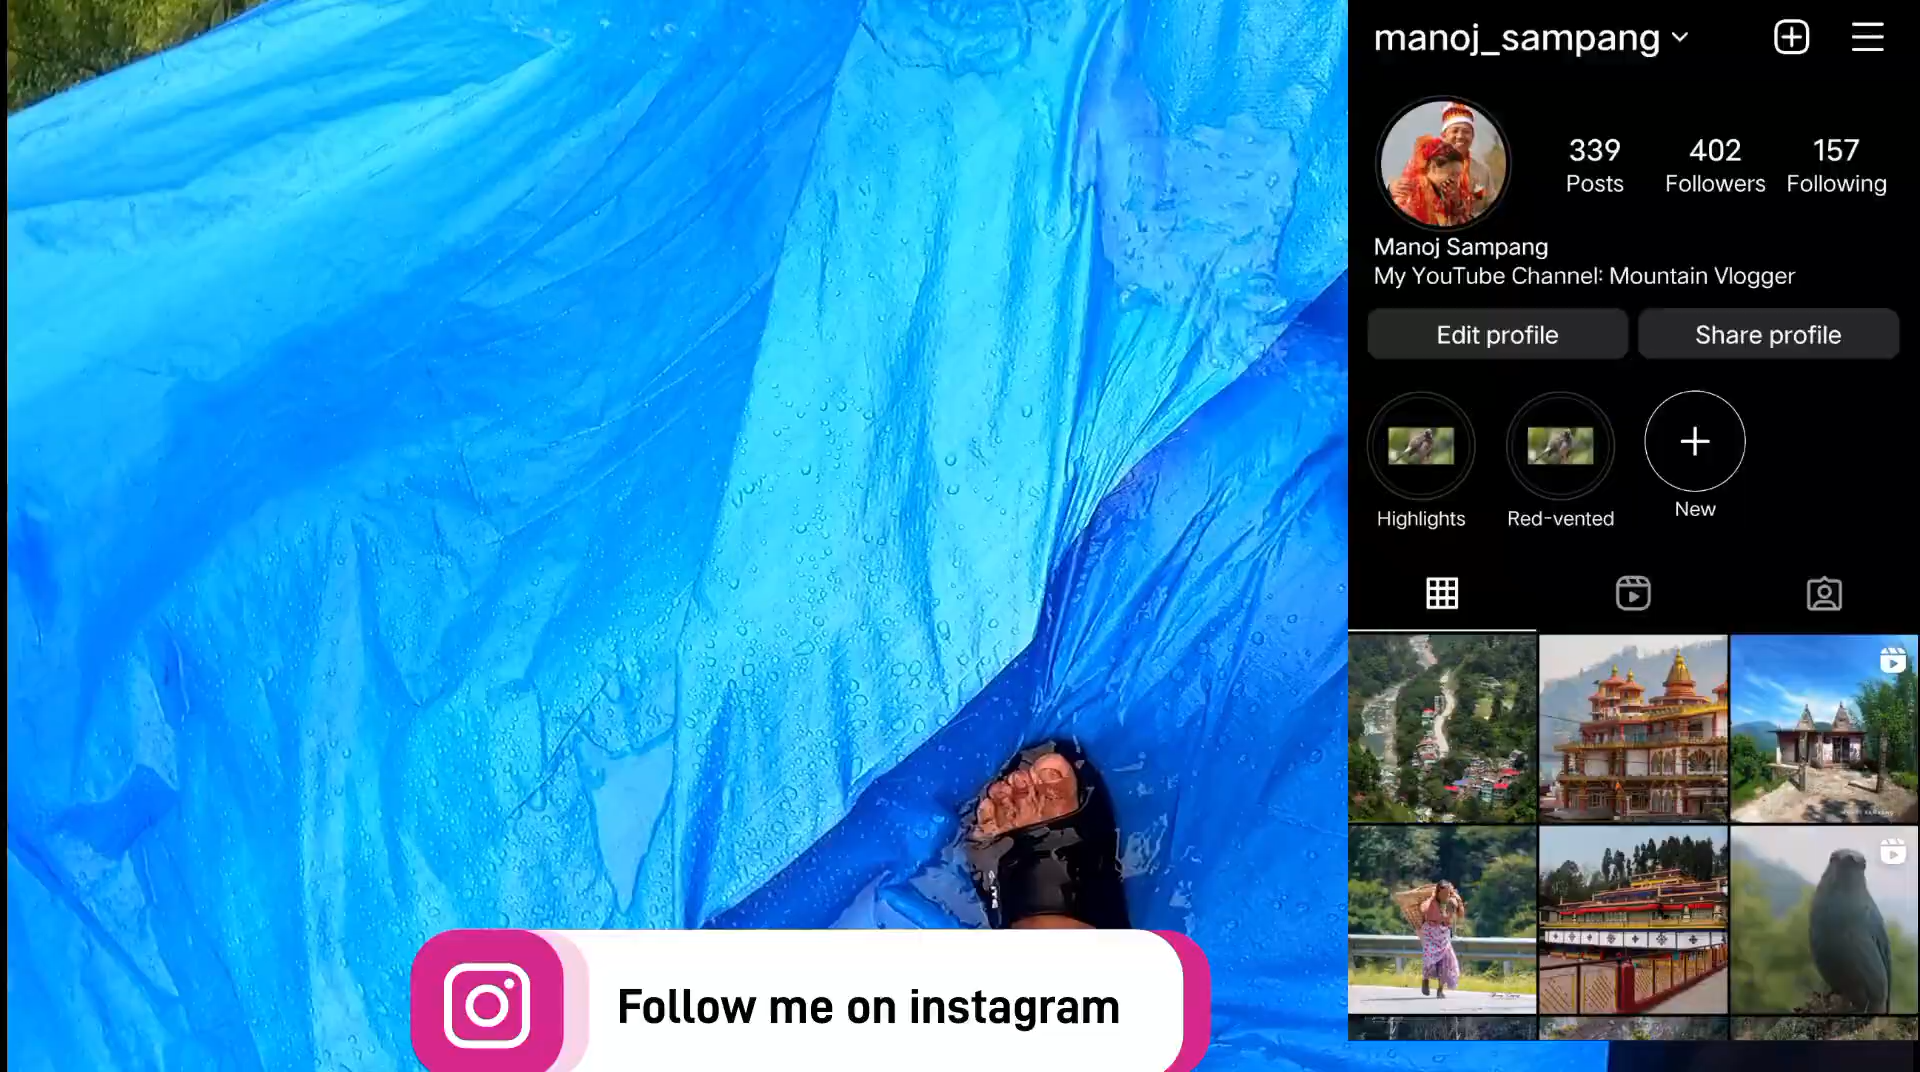 manoj_sampang
339
Posts
402
Followers
157
Following
Manoj Sampang
My YouTube Channel: Mountain Vlogger
Edit profile
Share profile
Highlights
Red-vented
New
Follow me on instagram